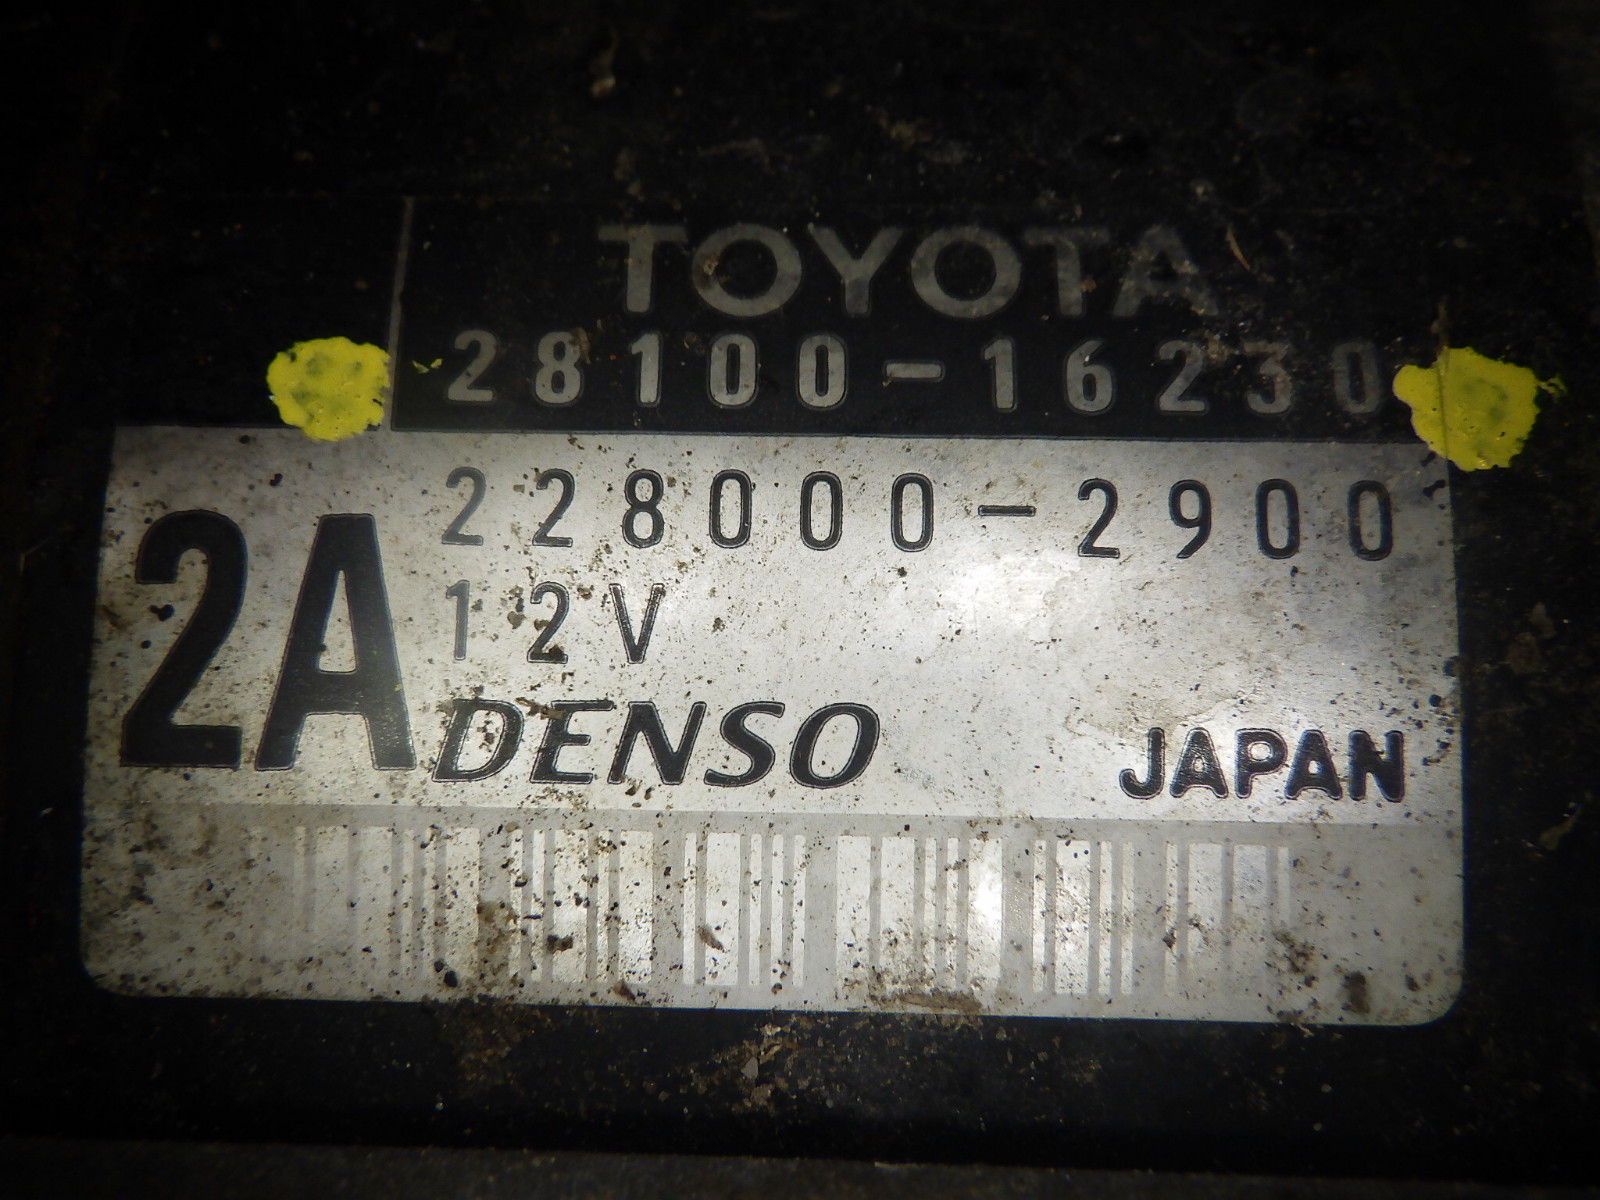 TOYOTA
28100-16230
228000-2900
2A
12V
DENSO JAPAN